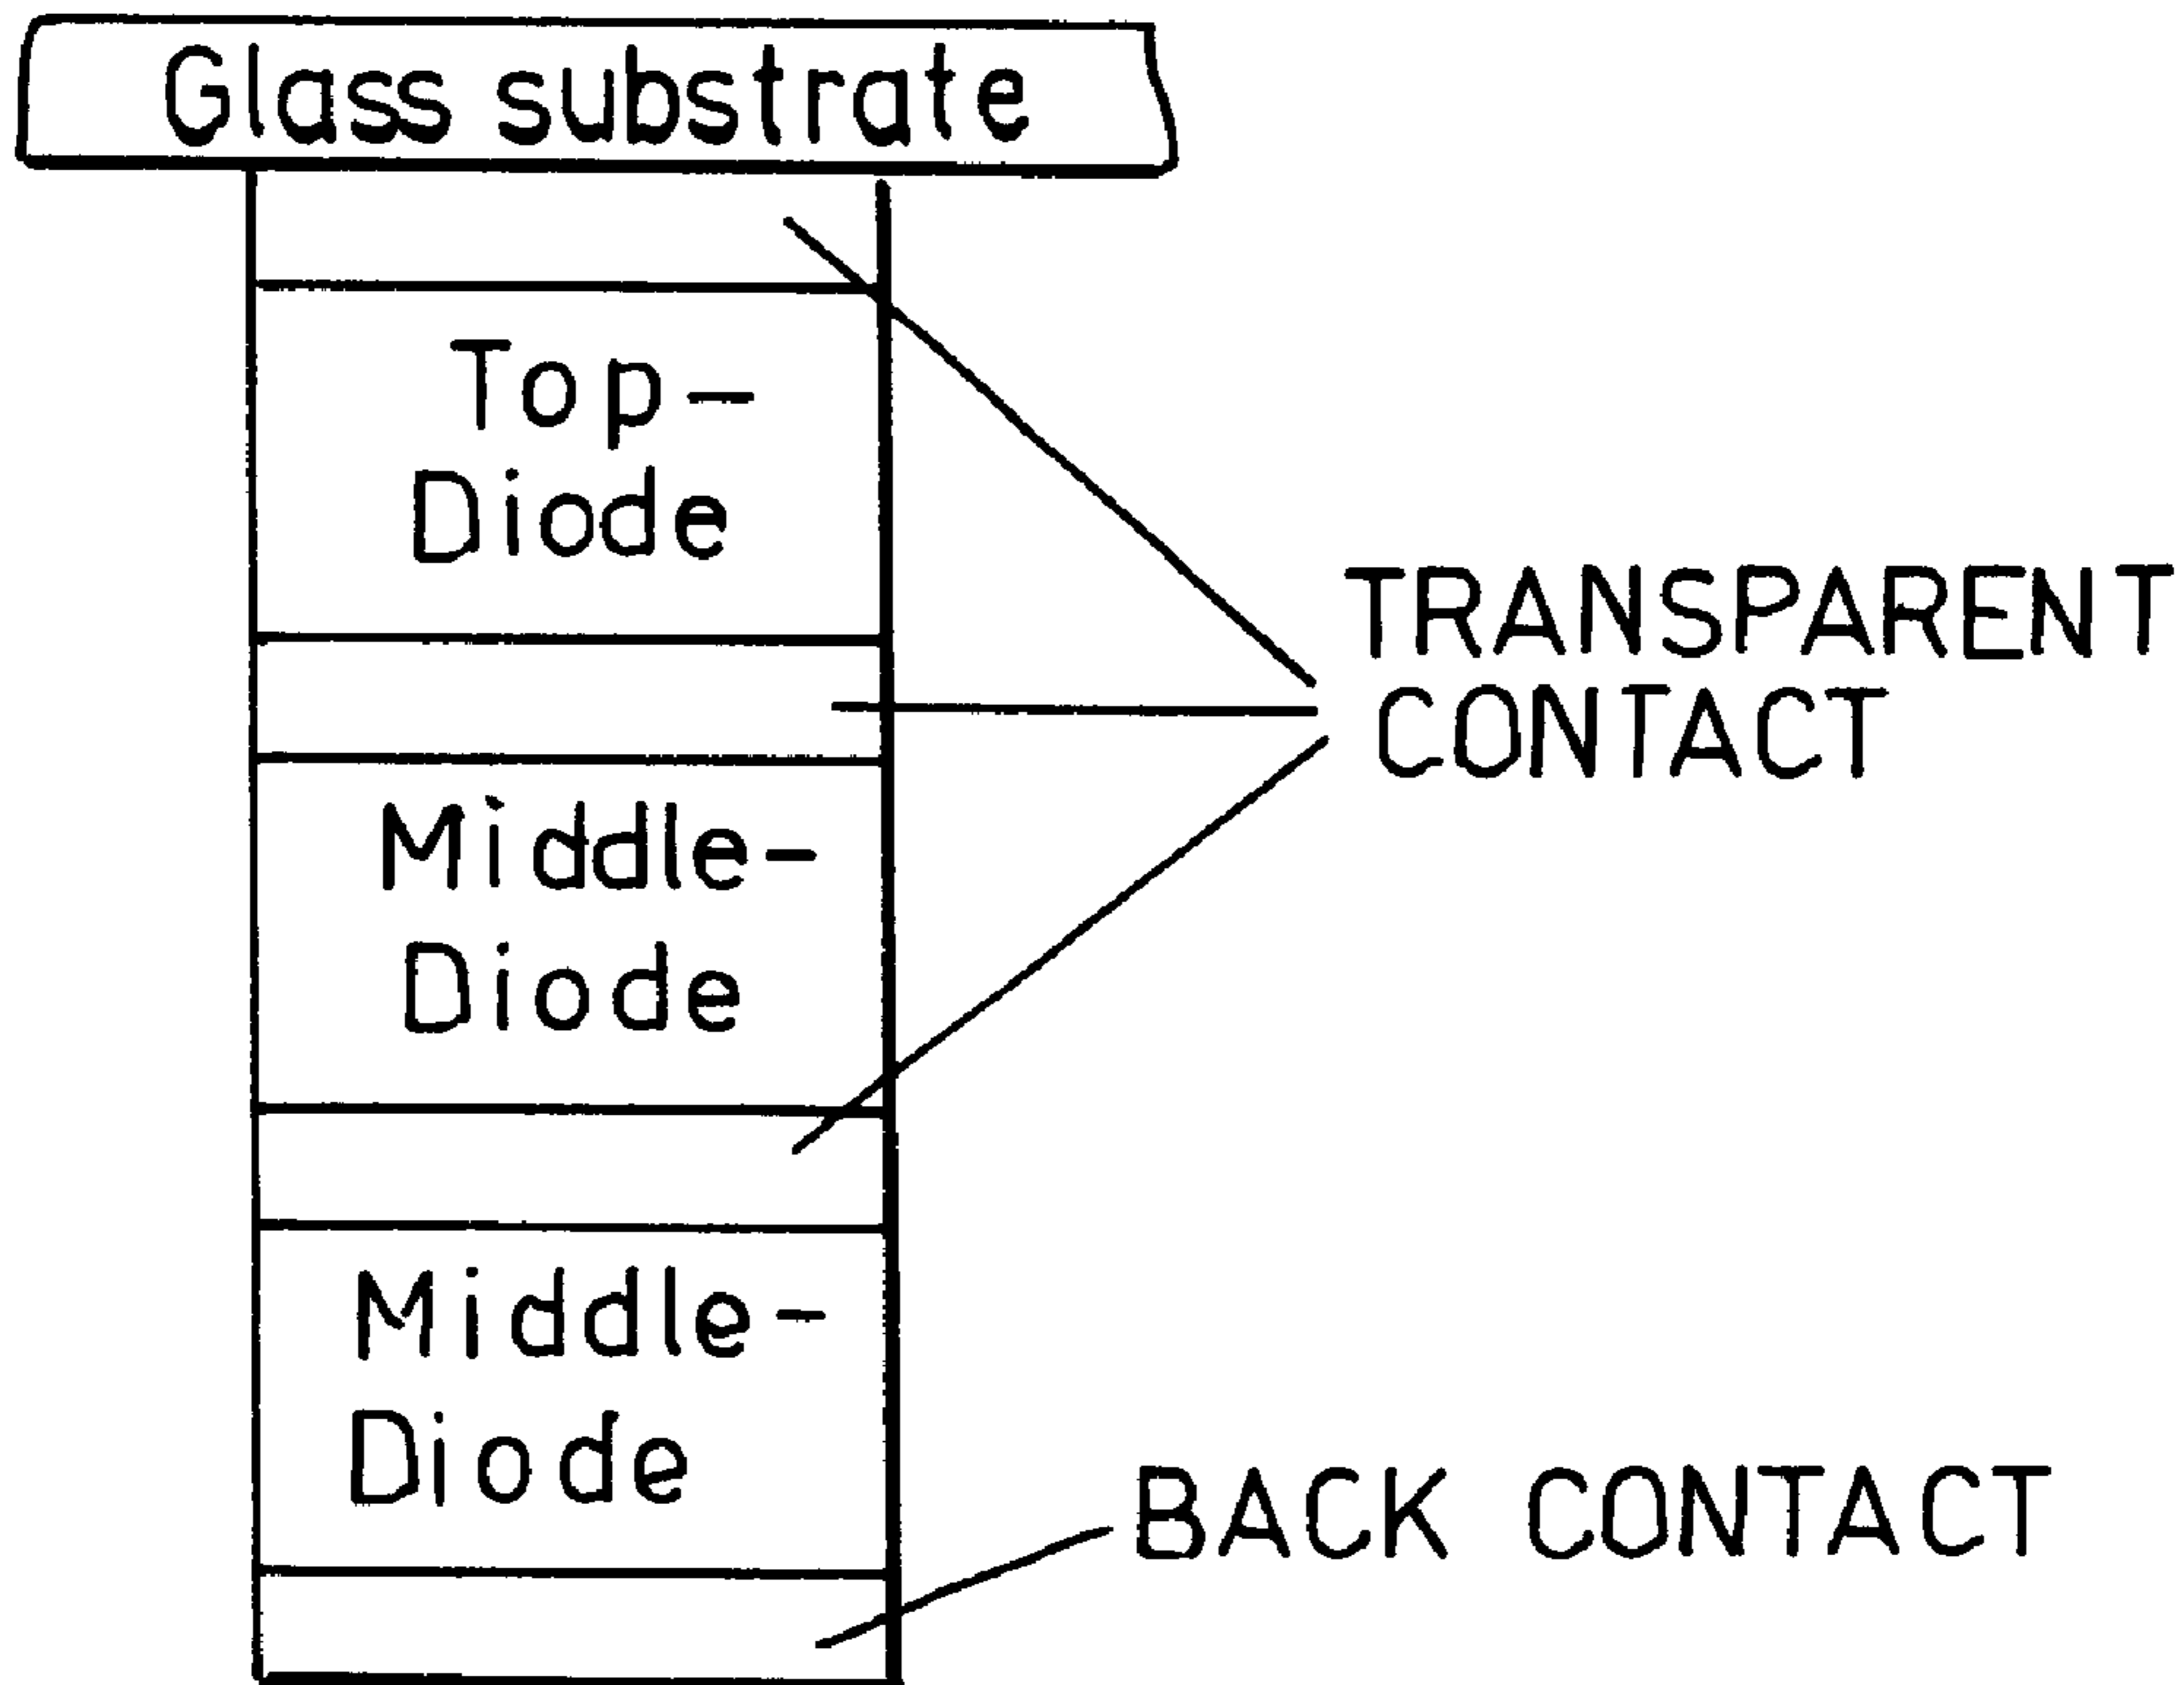 Glass substrate
Top-
Diode
TRANSPARENT
CONTACT
Middle-
Diode
Middle-
Diode
BACK CONTACT